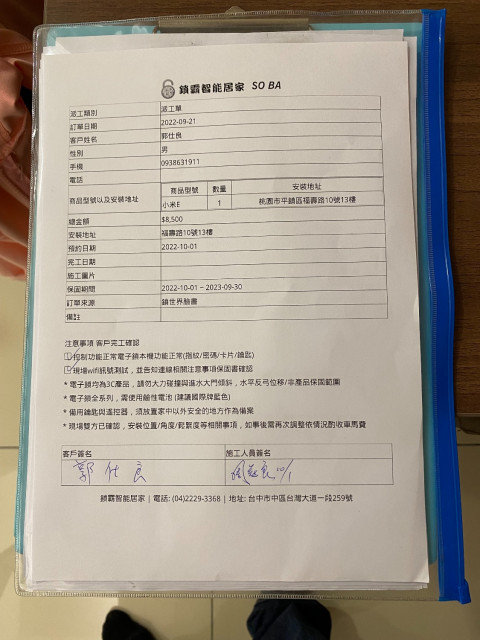 鎖霸智能居家 SO BA
派工類別 派工單
訂單日期 2022-09-21
客戶姓名 郭仕良
性別 男
手機 0938631911
電話
商品型號以及安裝地址 商品型號 數量 安裝地址
小米E 1 桃園市平鎮區福壽路10號13樓
總金額 $8,500
安裝地址 福壽路10號13樓
預約日期 2022-10-01
完工日期
施工圖片
保固期間 2022-10-01 ~ 2023-09-30
訂單來源 鎖世界臉書
備註
注意事項 客戶完工確認
控制功能正常電子鎖本機功能正常(指紋/密碼/卡片/鑰匙)
現場wifi訊號測試，並告知連線相關注意事項保固書確認
* 電子鎖均為3C產品，請勿大力碰撞與進水大門傾斜，水平反弓位移/非產品保固範圍
* 電子鎖全系列，需使用鹼性電池 (建議國際牌藍色)
* 備用鑰匙與遙控器，須放置家中以外安全的地方作為備案
* 現場雙方已確認，安裝位置/角度/鬆緊度等相關事項，如事後需再次調整依情況酌收車馬費
客戶簽名 施工人員簽名
郭仕良 10/1
鎖霸智能居家 | 電話: (04)2229-3368 | 地址: 台中市中區台灣大道一段259號